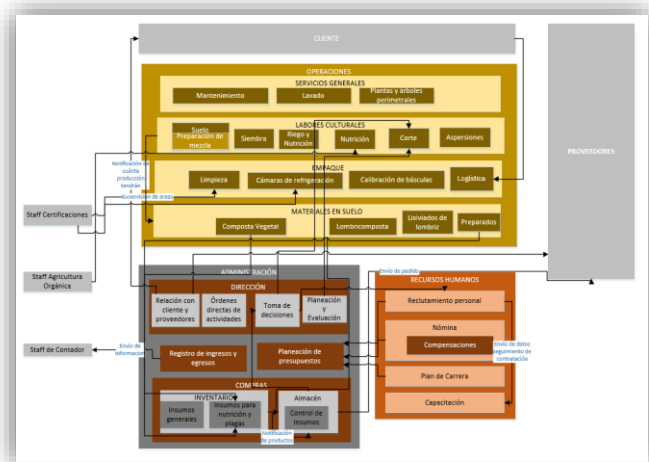 CLIENTE
PROVEEDORES
OPERACIONES
SERVICIOS GENERALES
Mantenimiento
Lavado
Plantas y árboles
perimetrales
LABORES CULTURALES
Suelo
Preparación de
mezcla
Siembra
Riego y
Nutrición
Nutrición
Corte
Aspersiones
Notificación de
cuánta
producción
tendrán
EMPAQUE
Limpieza
Cámaras de refrigeración
Calibración de básculas
Logística
Supervisión de areas
MATERIALES EN SUELO
Composta Vegetal
Lombricomposta
Lixiviados de
lombriz
Preparados
Staff Certificaciones
Staff Agricultura
Orgánica
Staff de Contador
Envío de
informacion
ADMINISTRACIÓN
DIRECCIÓN
Relación con
cliente y
proveedores
Órdenes
directas de
actividades
Toma de
decisiones
Planeación
y
Evaluación
Registro de ingresos y
egresos
Planeación de
presupuestos
COMPRAS
INVENTARIO
Insumos
generales
Insumos para
nutrición y
plagas
Almacén
Control de
insumos
Notificación
de productos
Envío de pedido
RECURSOS HUMANOS
Reclutamiento personal
Nómina
Compensaciones
Envío de datos
seguimiento de
contratación
Plan de Carrera
Capacitación